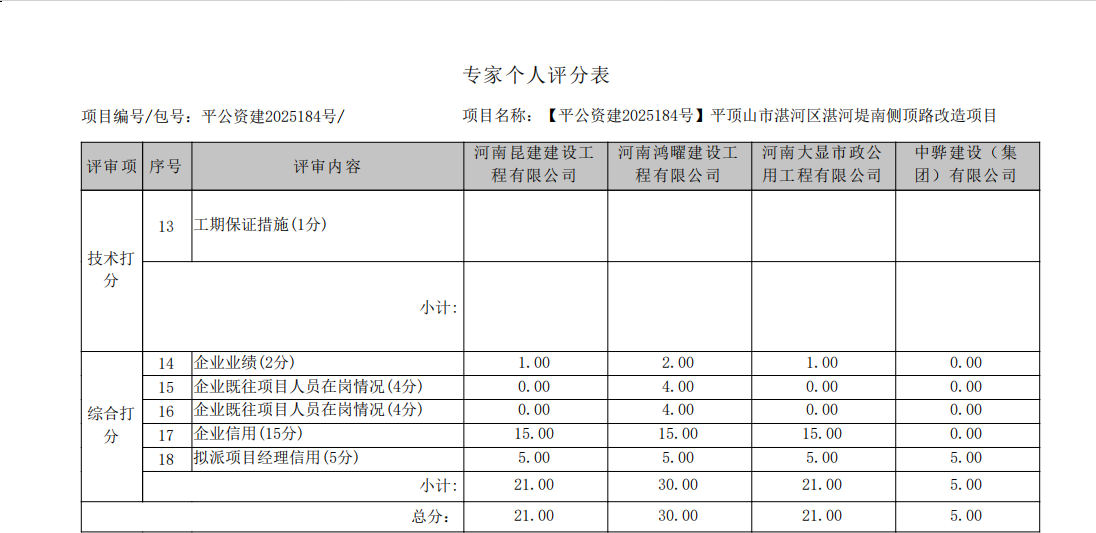 专家个人评分表
项目编号/包号：平公资建2025184号/ 项目名称：【平公资建2025184号】平顶山市湛河区湛河堤南侧顶路改造项目
评审项 序号 评审内容 河南昆建建设工程有限公司 河南鸿曜建设工程有限公司 河南大显市政公用工程有限公司 中骅建设（集团）有限公司
技术打分
13 工期保证措施(1分)
小计:
综合打分
14 企业业绩(2分) 1.00 2.00 1.00 0.00
15 企业既往项目人员在岗情况(4分) 0.00 4.00 0.00 0.00
16 企业既往项目人员在岗情况(4分) 0.00 4.00 0.00 0.00
17 企业信用(15分) 15.00 15.00 15.00 0.00
18 拟派项目经理信用(5分) 5.00 5.00 5.00 5.00
小计: 21.00 30.00 21.00 5.00
总分: 21.00 30.00 21.00 5.00